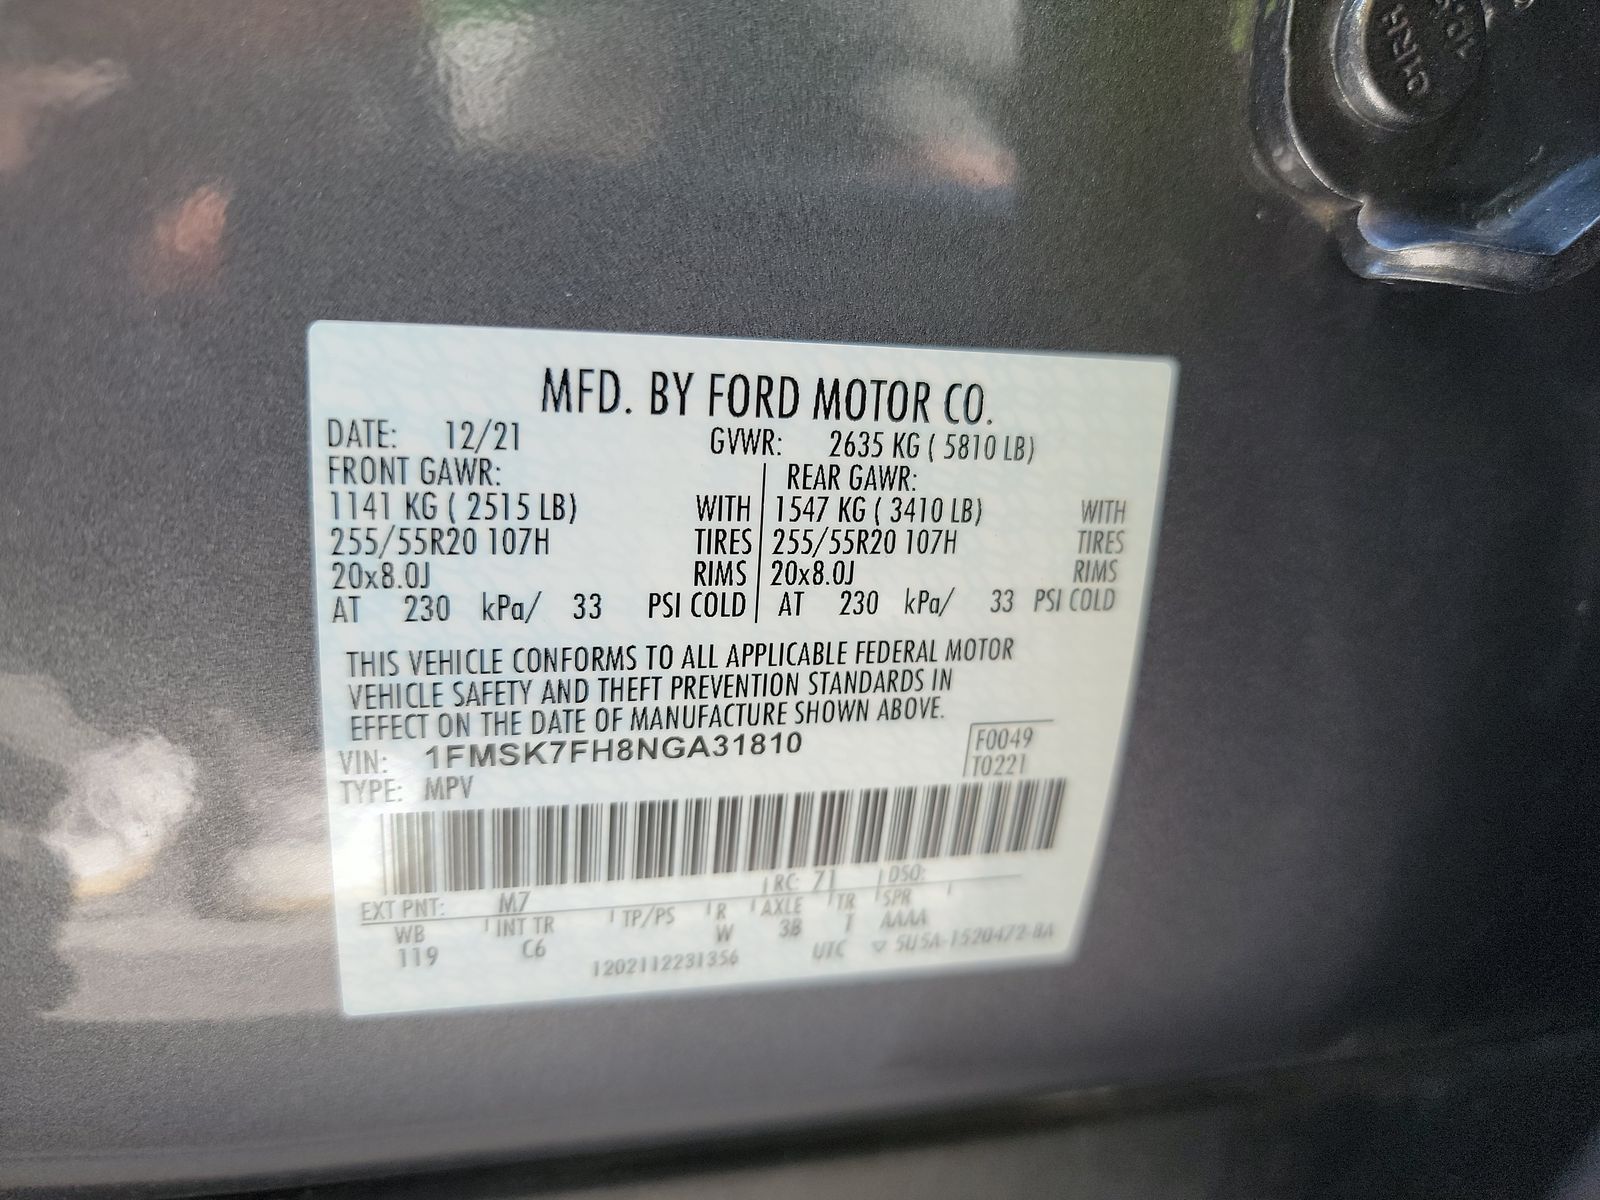 MFD. BY FORD MOTOR CO.
DATE: 12/21 GVWR: 2635 KG ( 5810 LB)
FRONT GAWR: REAR GAWR:
1141 KG ( 2515 LB) WITH 1547 KG ( 3410 LB) WITH
255/55R20 107H TIRES 255/55R20 107H TIRES
20x8.0J RIMS 20x8.0J RIMS
AT 230 kPa/ 33 PSI COLD AT 230 kPa/ 33 PSI COLD
THIS VEHICLE CONFORMS TO ALL APPLICABLE FEDERAL MOTOR
VEHICLE SAFETY AND THEFT PREVENTION STANDARDS IN
EFFECT ON THE DATE OF MANUFACTURE SHOWN ABOVE.
VIN: 1FMSK7FH8NGA31810 F0049
TYPE: MPV T0221
EXT PNT: M7 RC: 71 DSO:
WB INT TR TP/PS R AXLE TR SPR
119 C6 W 3B T AAAA
1202112231356 UTC ▽ 5U5A-1520472-BA